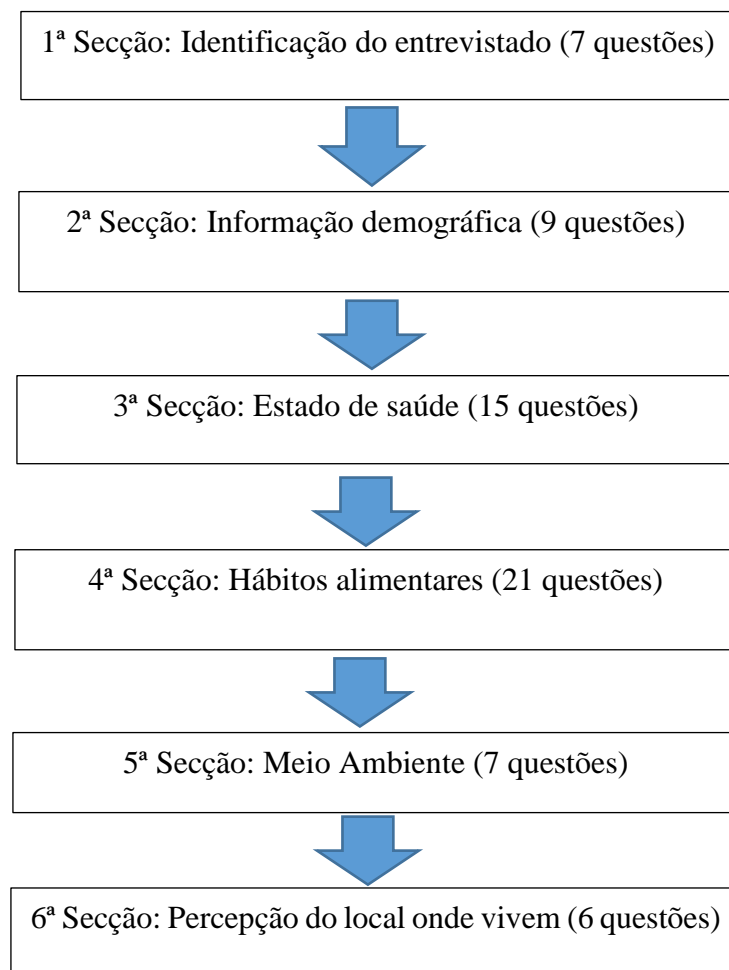 1ª Secção: Identificação do entrevistado (7 questões)
2ª Secção: Informação demográfica (9 questões)
3ª Secção: Estado de saúde (15 questões)
4ª Secção: Hábitos alimentares (21 questões)
5ª Secção: Meio Ambiente (7 questões)
6ª Secção: Percepção do local onde vivem (6 questões)